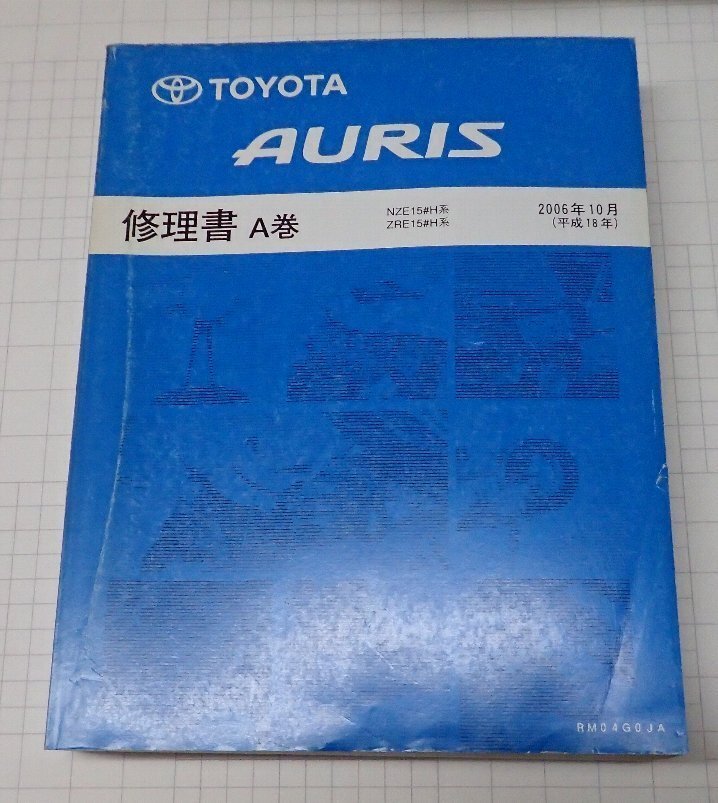 TOYOTA
AURIS
修理書 A巻
NZE15#H系
ZRE15#H系
2006年10月
(平成18年)
RM04G0JA